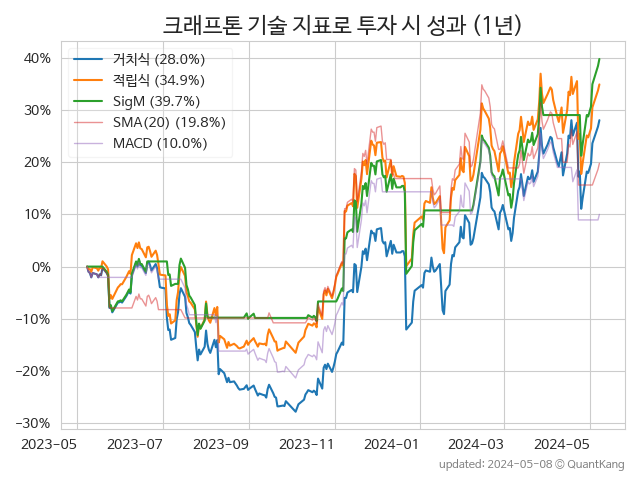 크래프톤 기술 지표로 투자 시 성과 (1년)
40%
30%
20%
10%
0%
−10%
−20%
−30%
거치식 (28.0%)
적립식 (34.9%)
SigM (39.7%)
SMA(20) (19.8%)
MACD (10.0%)
2023-05 2023-07 2023-09 2023-11 2024-01 2024-03 2024-05
updated: 2024-05-08 © QuantKang